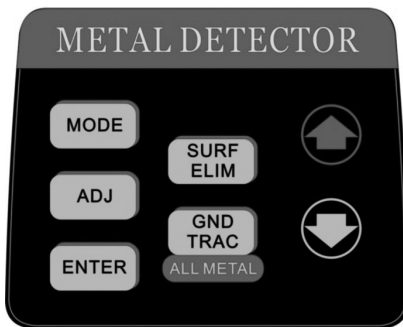 METAL DETECTOR
MODE
ADJ
ENTER
SURF
ELIM
GND
TRAC
ALL METAL